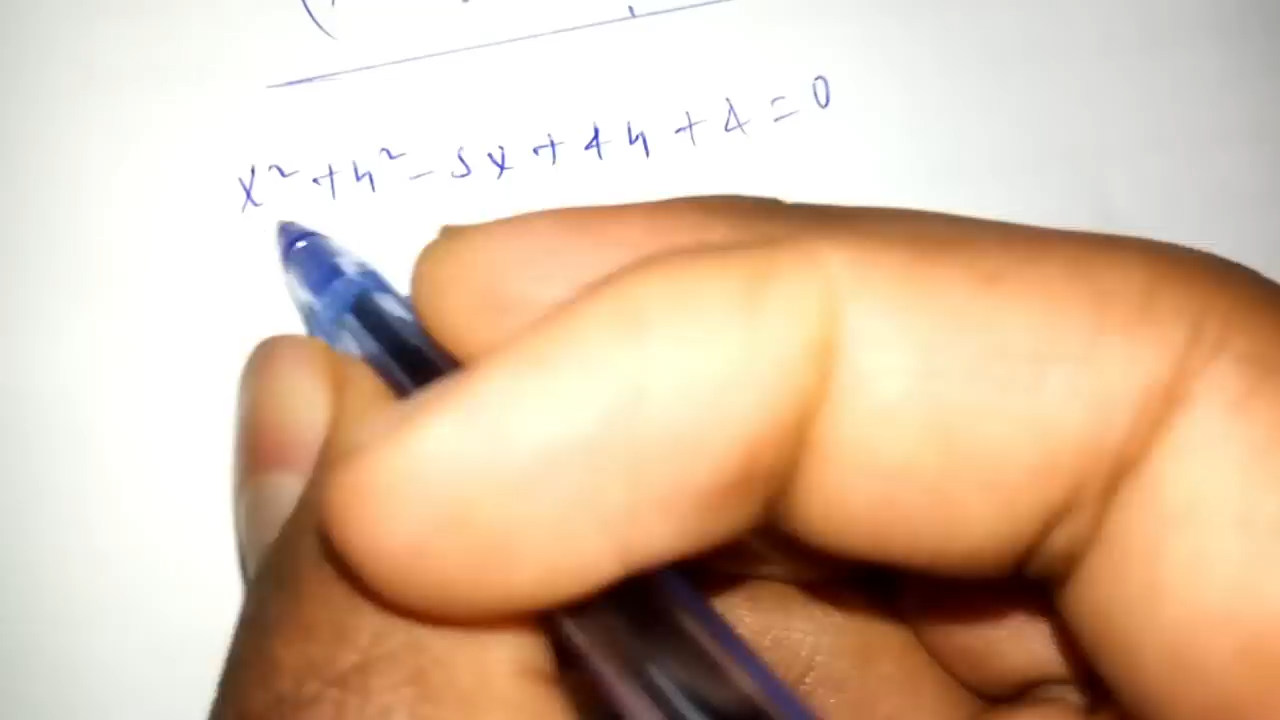 x² + y² - 5x + 4y + 4 = 0